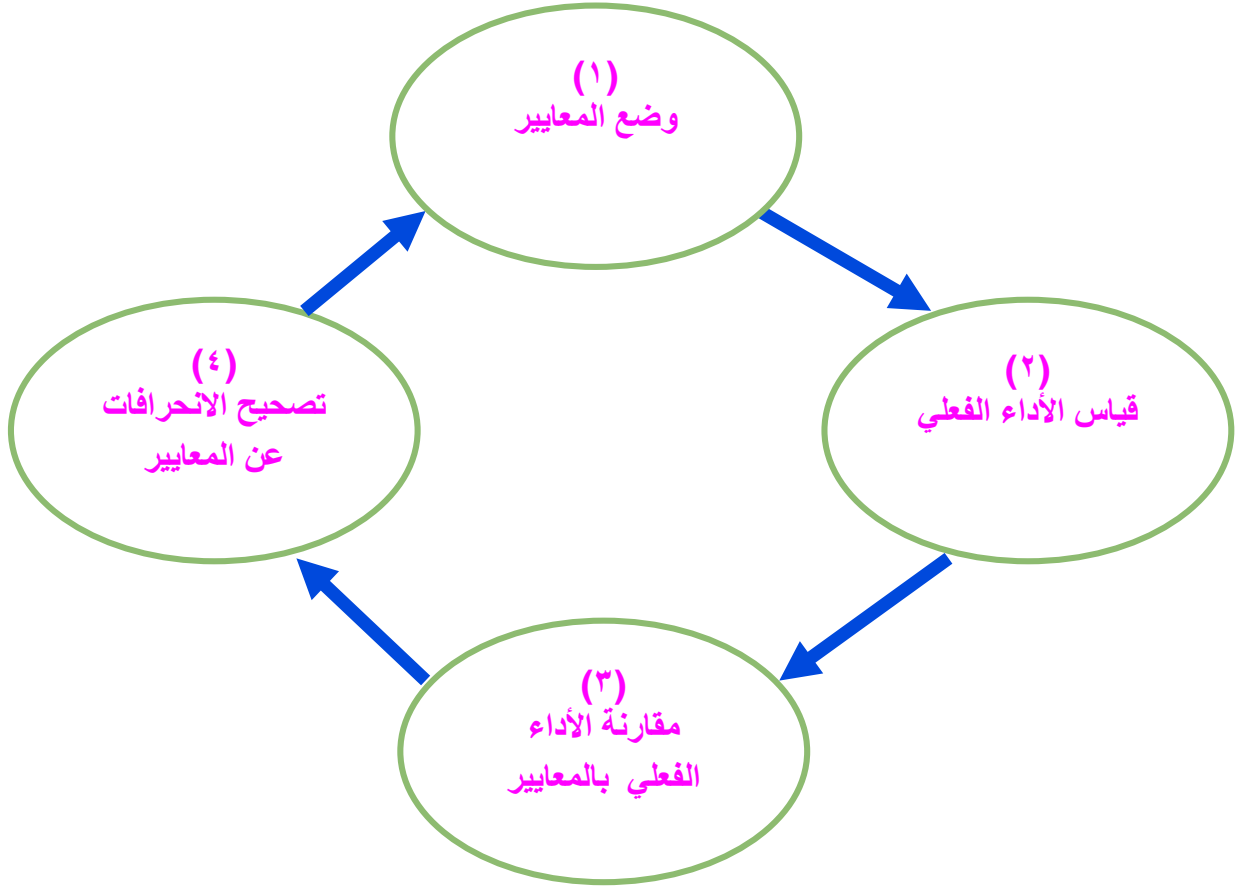 (١)
وضع المعايير
(٢)
قياس الأداء الفعلي
(٣)
مقارنة الأداء
الفعلي بالمعايير
(٤)
تصحيح الانحرافات
عن المعايير